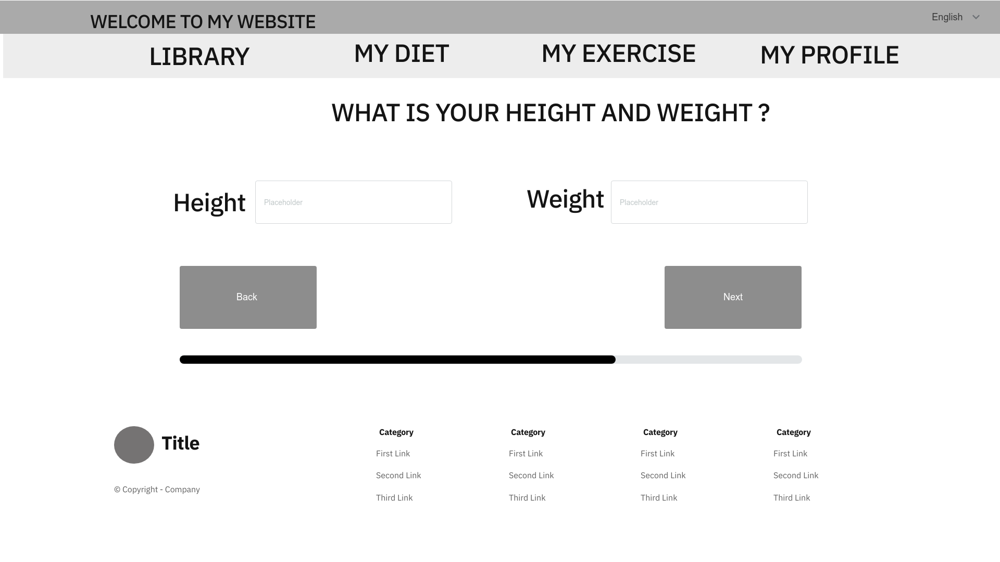 WELCOME TO MY WEBSITE
English
LIBRARY
MY DIET
MY EXERCISE
MY PROFILE
WHAT IS YOUR HEIGHT AND WEIGHT ?
Height
Placeholder
Weight
Placeholder
Back
Next
Title
© Copyright - Company
Category
First Link
Second Link
Third Link
Category
First Link
Second Link
Third Link
Category
First Link
Second Link
Third Link
Category
First Link
Second Link
Third Link